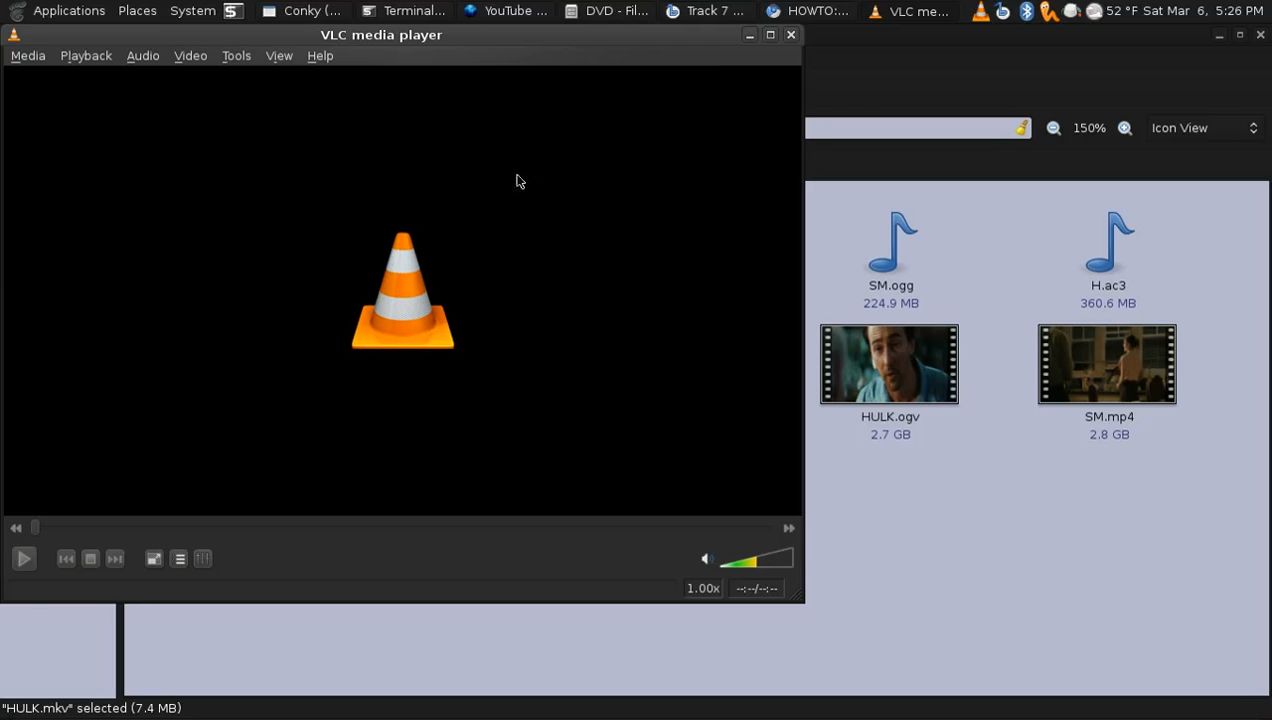 Applications Places System Conky (... Terminal... YouTube ... DVD - Fil... Track 7 ... HOWTO:... VLC me... 52 °F Sat Mar 6, 5:26 PM
VLC media player
Media Playback Audio Video Tools View Help
150% Icon View
SM.ogg
224.9 MB
H.ac3
360.6 MB
HULK.ogv
2.7 GB
SM.mp4
2.8 GB
1.00x --:--/--:--
"HULK.mkv" selected (7.4 MB)